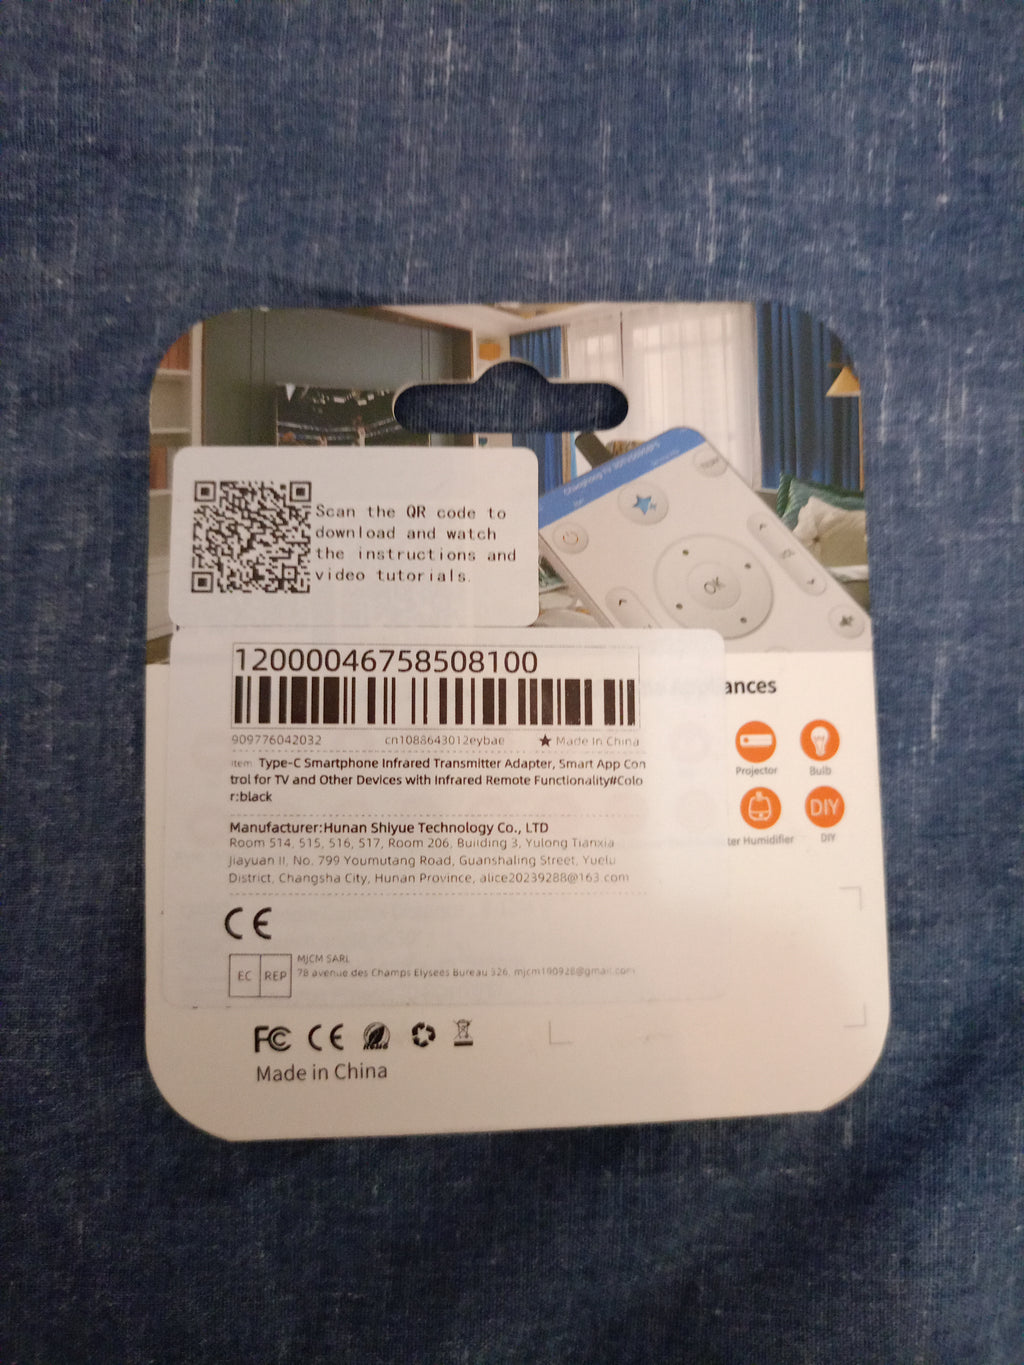 OK
Scan the QR code to
download and watch
the instructions and
video tutorials.
12000046758508100
909776042032 cn1088643012eybae ★ Made In China
Item Type-C Smartphone Infrared Transmitter Adapter, Smart App Con
trol for TV and Other Devices with Infrared Remote Functionality#Colo
r:black
Manufacturer:Hunan Shiyue Technology Co., LTD
Room 514, 515, 516, 517, Room 206, Building 3, Yulong Tianxia
Jiayuan II, No. 799 Youmutang Road, Guanshaling Street, Yuelu
District, Changsha City, Hunan Province, alice20239288@163.com
CE
EC REP
MJCM SARL
78 avenue des Champs Elysees Bureau 326, mjcm190928@gmail.com
ances
Projector Bulb
DIY
ter Humidifier DIY
FC CE
Made in China